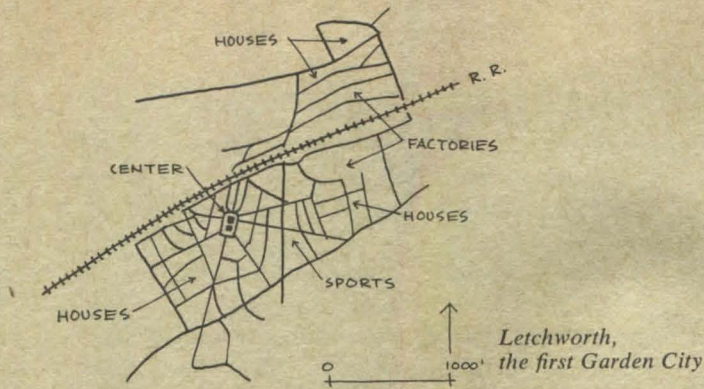 HOUSES
R. R.
FACTORIES
CENTER
HOUSES
SPORTS
HOUSES
0 1000'
Letchworth,
the first Garden City